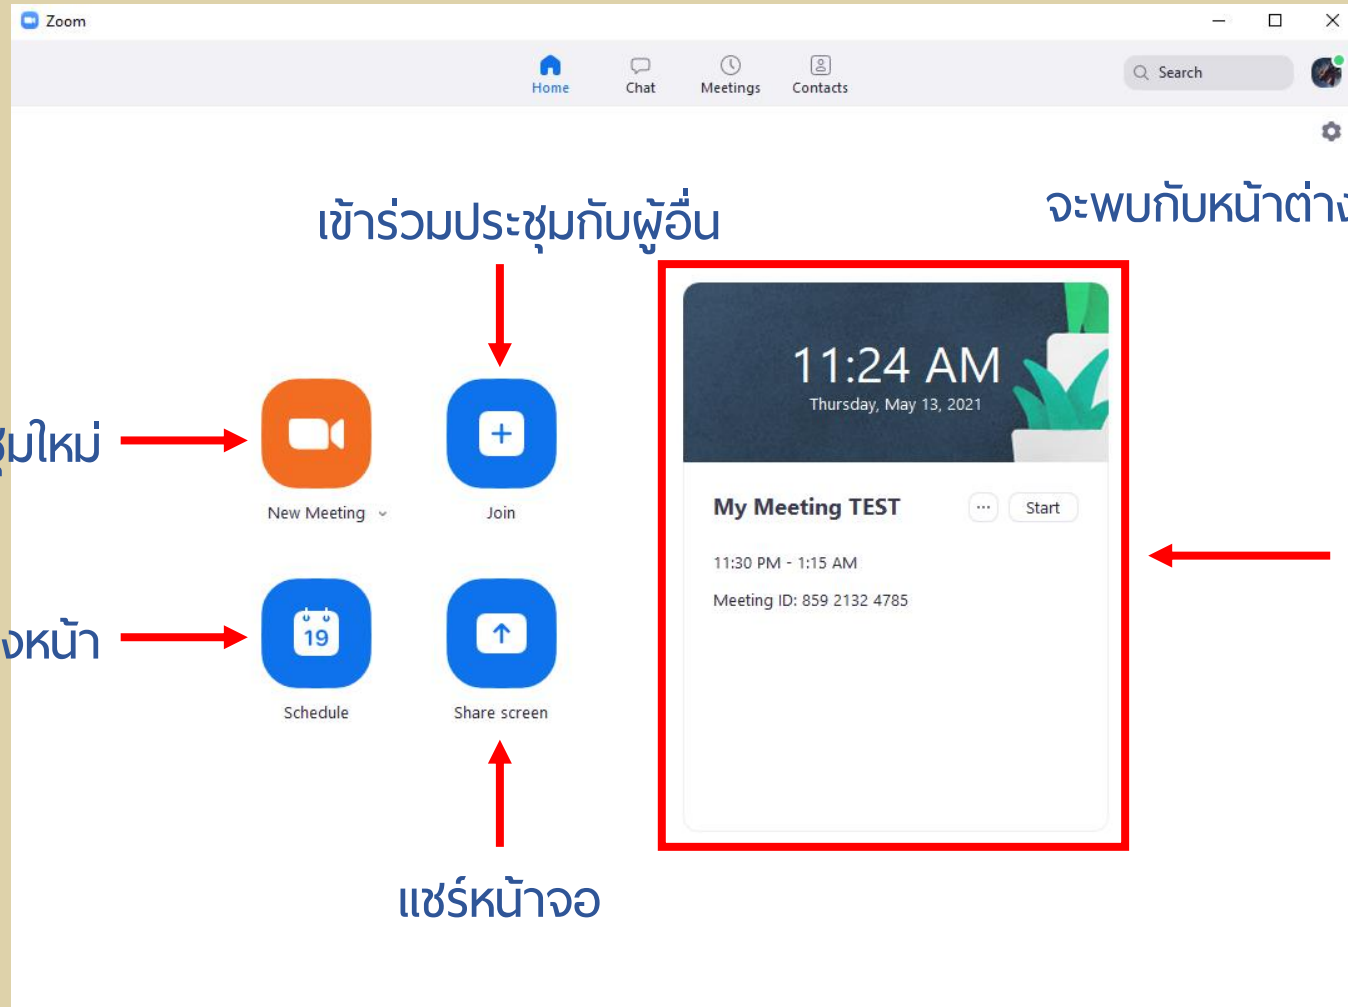 Zoom
Home
Chat
Meetings
Contacts
Search
เข้าร่วมประชุมกับผู้อื่น
จะพบกับหน้าต่าง
11:24 AM
Thursday, May 13, 2021
ใหม่
New Meeting
Join
My Meeting TEST
Start
11:30 PM - 1:15 AM
Meeting ID: 859 2132 4785
19
หน้า
Schedule
Share screen
แชร์หน้าจอ